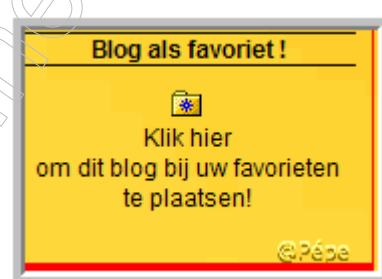 Blog als favoriet !
Klik hier
om dit blog bij uw favorieten
te plaatsen!
@Pépe